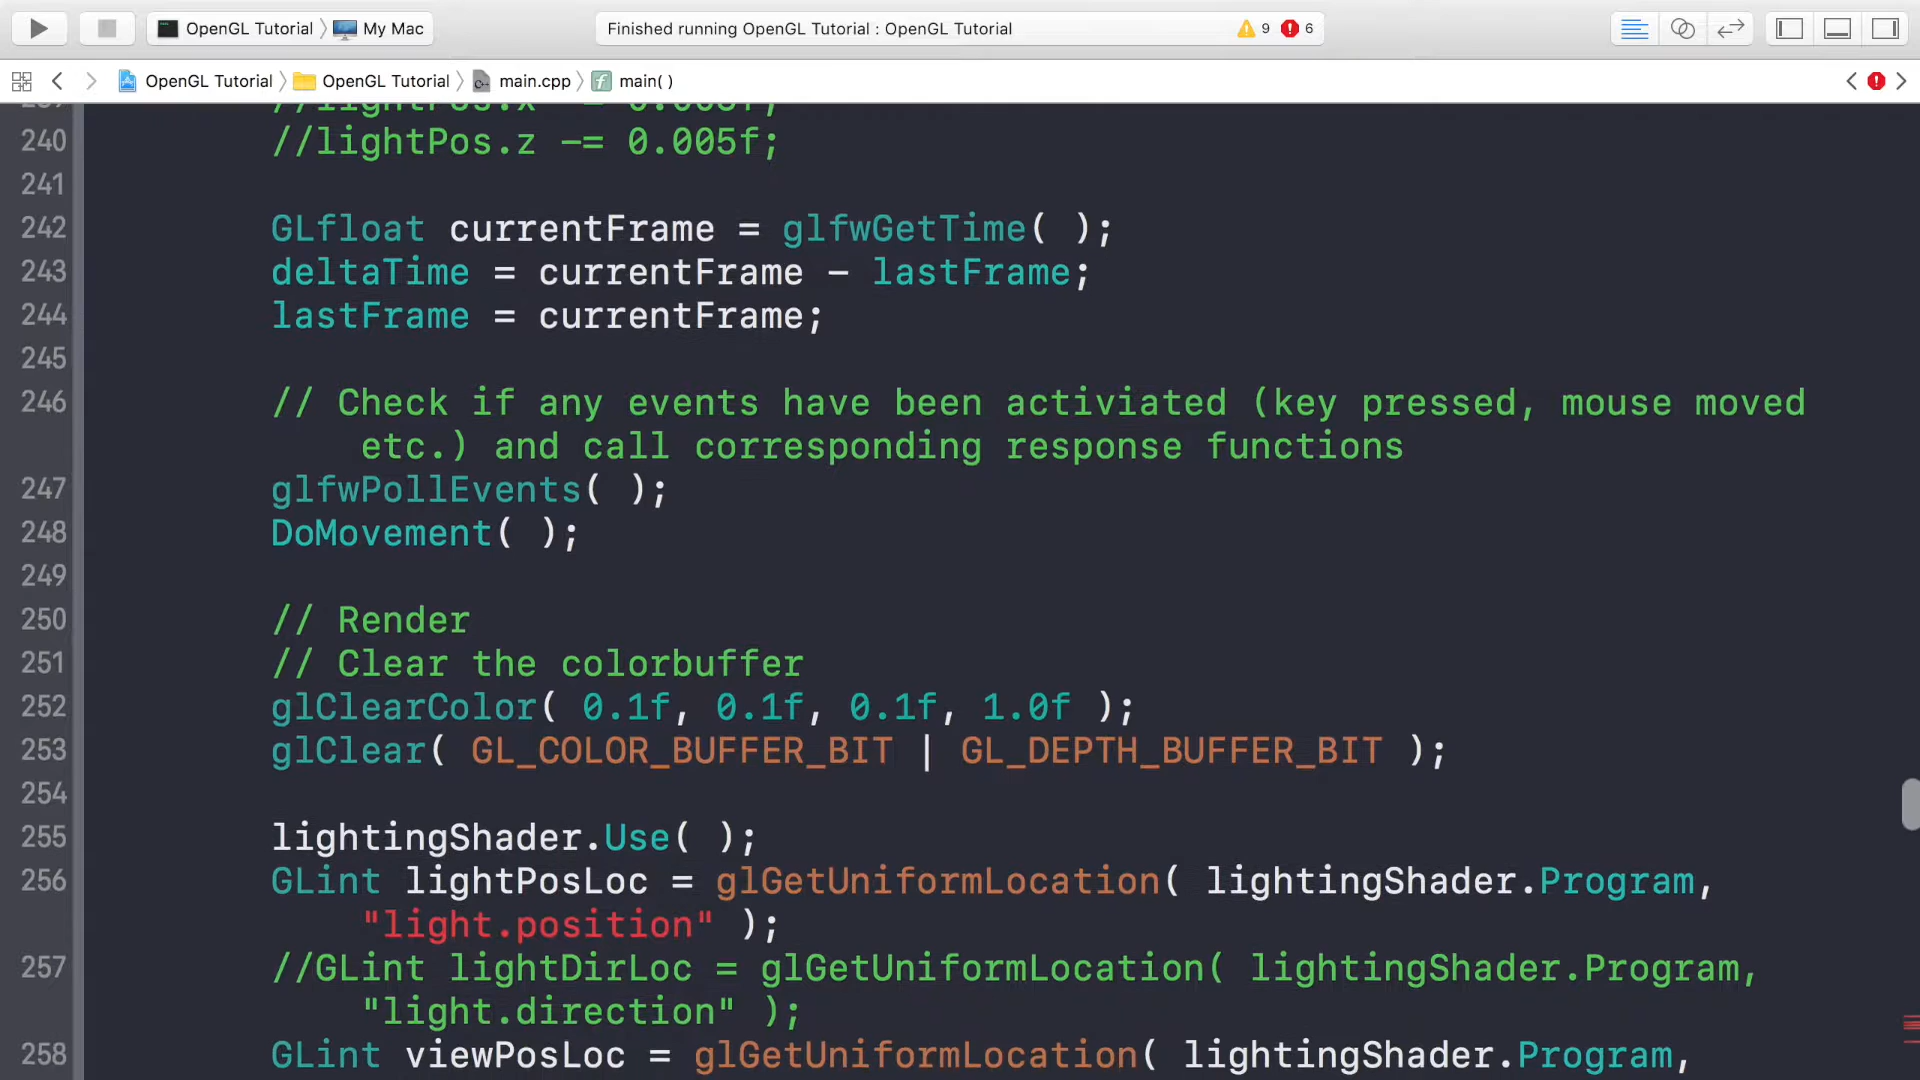 OpenGL Tutorial 〉 My Mac
Finished running OpenGL Tutorial : OpenGL Tutorial
9
6
OpenGL Tutorial 〉 OpenGL Tutorial 〉 main.cpp 〉 main( )
240 //lightPos.z -= 0.005f;
241
242 GLfloat currentFrame = glfwGetTime( );
243 deltaTime = currentFrame - lastFrame;
244 lastFrame = currentFrame;
245
246 // Check if any events have been activiated (key pressed, mouse moved
etc.) and call corresponding response functions
247 glfwPollEvents( );
248 DoMovement( );
249
250 // Render
251 // Clear the colorbuffer
252 glClearColor( 0.1f, 0.1f, 0.1f, 1.0f );
253 glClear( GL_COLOR_BUFFER_BIT | GL_DEPTH_BUFFER_BIT );
254
255 lightingShader.Use( );
256 GLint lightPosLoc = glGetUniformLocation( lightingShader.Program,
"light.position" );
257 //GLint lightDirLoc = glGetUniformLocation( lightingShader.Program,
"light.direction" );
258 GLint viewPosLoc = glGetUniformLocation( lightingShader.Program,